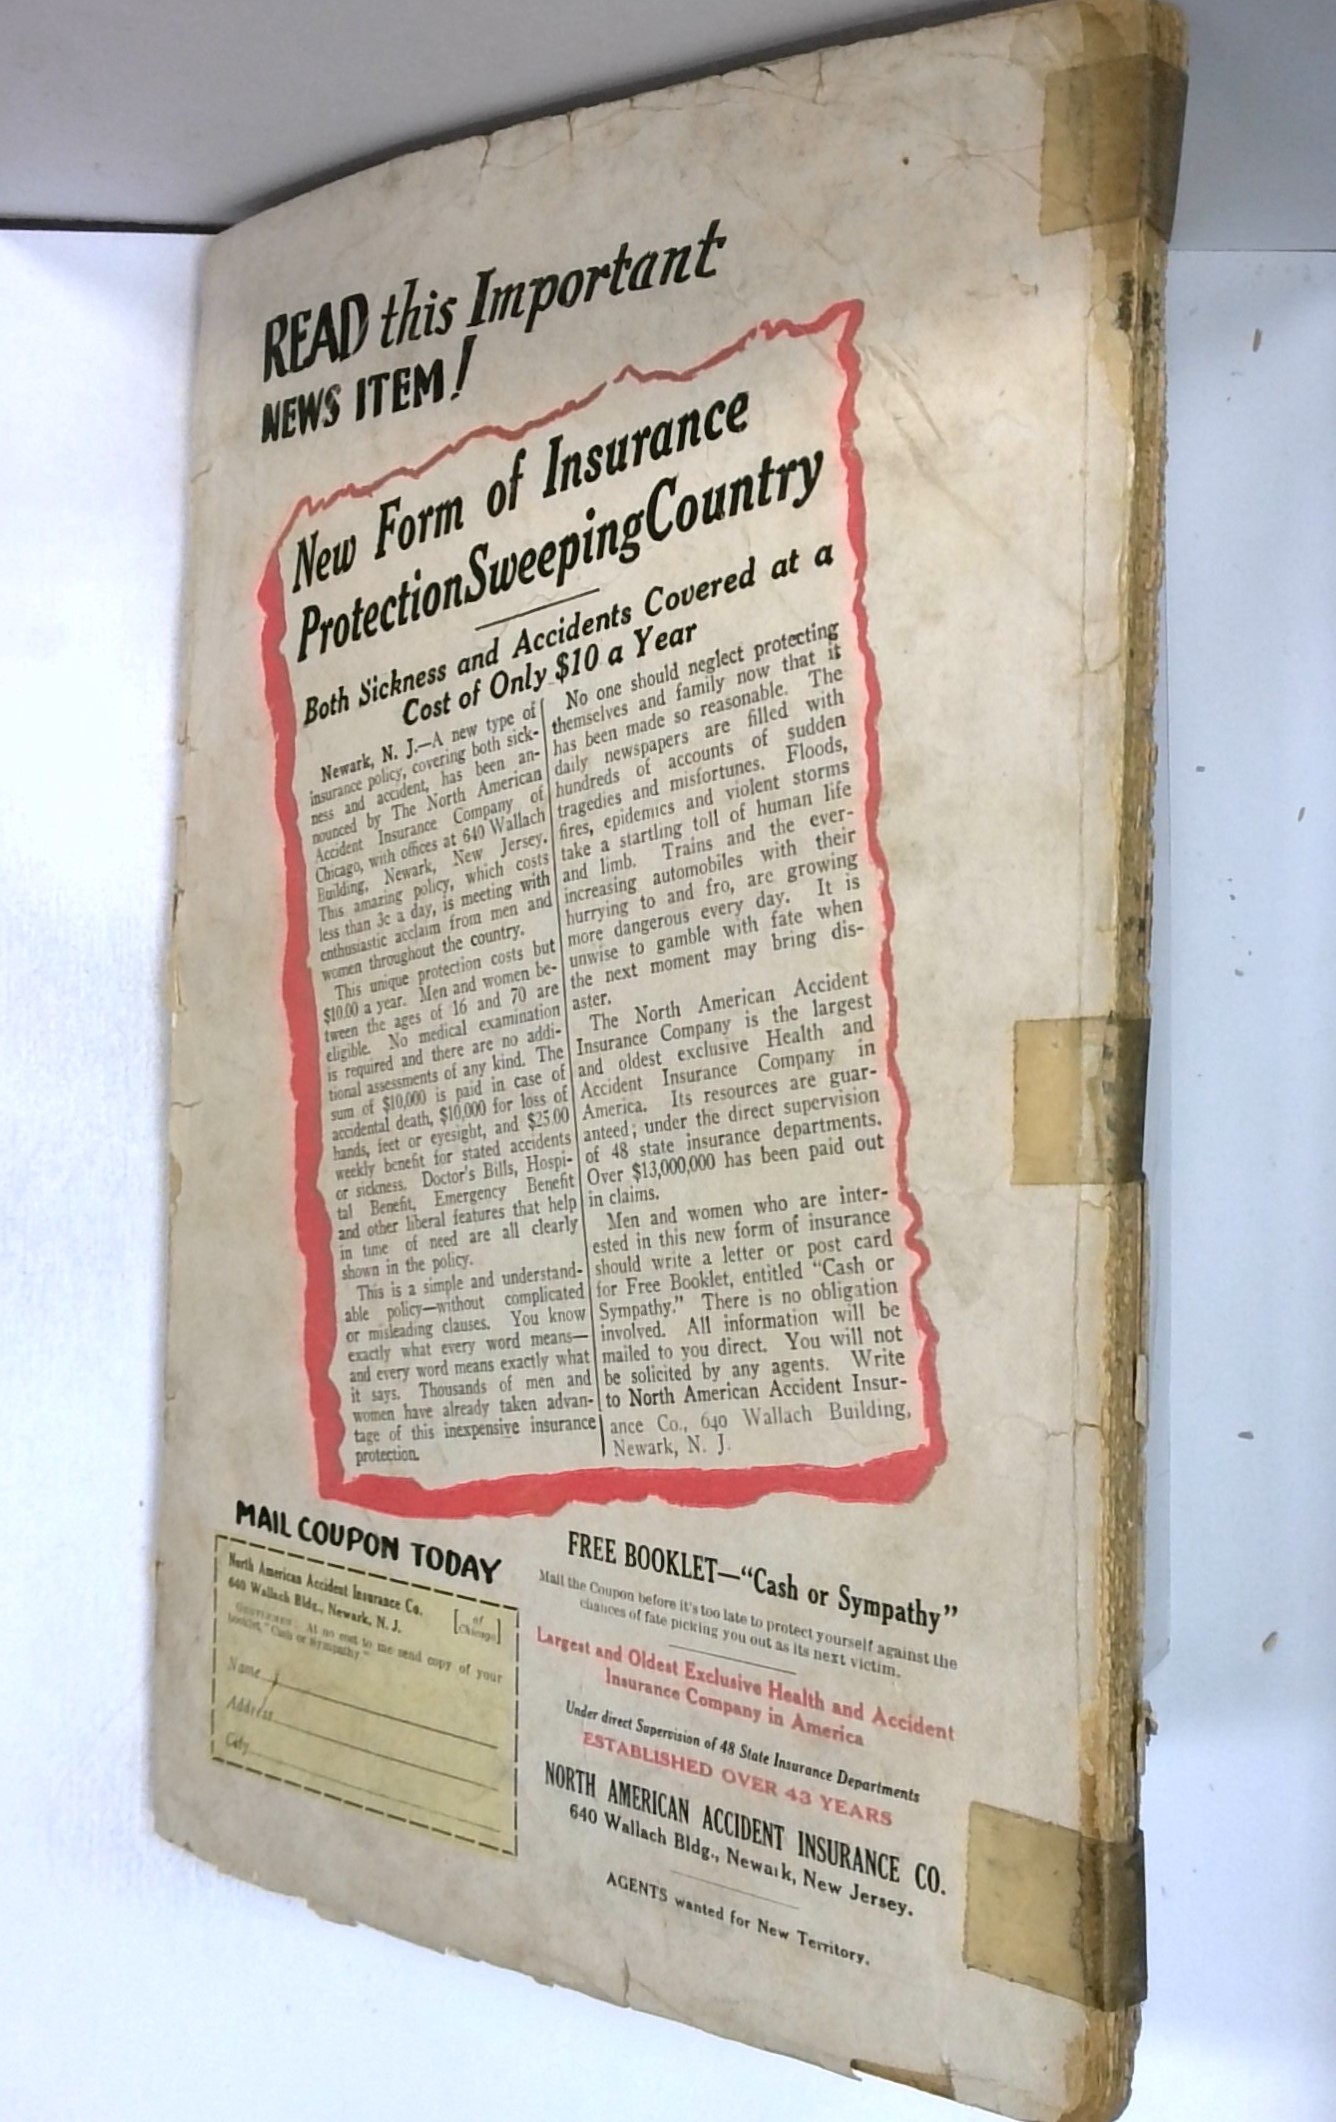 READ this Important
NEWS ITEM!
New Form of Insurance
Protection Sweeping Country
Both Sickness and Accidents Covered at a
Cost of Only $10 a Year
Newark, N. J.—A new type of
insurance policy, covering both sick-
ness and accident, has been an-
nounced by The North American
Accident Insurance Company of
Chicago, with offices at 640 Wallach
Building, Newark, New Jersey.
This amazing policy, which costs
less than 3c a day, is meeting with
enthusiastic acclaim from men and
women throughout the country.
This unique protection costs but
$10.00 a year. Men and women be-
tween the ages of 16 and 70 are
eligible. No medical examination
is required and there are no addi-
tional assessments of any kind. The
sum of $10,000 is paid in case of
accidental death, $10,000 for loss of
hands, feet or eyesight, and $25.00
weekly benefit for stated accidents
or sickness. Doctor's Bills, Hospi-
tal Benefit, Emergency Benefit
and other liberal features that help
in time of need are all clearly
shown in the policy.
This is a simple and understand-
able policy—without complicated
or misleading clauses. You know
exactly what every word means—
and every word means exactly what
it says. Thousands of men and
women have already taken advan-
tage of this inexpensive insurance
protection.
No one should neglect protecting
themselves and family now that it
has been made so reasonable. The
daily newspapers are filled with
hundreds of accounts of sudden
tragedies and misfortunes. Floods,
fires, epidemics and violent storms
take a startling toll of human life
and limb. Trains and the ever-
increasing automobiles with their
hurrying to and fro, are growing
more dangerous every day. It is
unwise to gamble with fate when
the next moment may bring dis-
aster.
The North American Accident
Insurance Company is the largest
and oldest exclusive Health and
Accident Insurance Company in
America. Its resources are guar-
anteed; under the direct supervision
of 48 state insurance departments.
Over $13,000,000 has been paid out
in claims.
Men and women who are inter-
ested in this new form of insurance
should write a letter or post card
for Free Booklet, entitled "Cash or
Sympathy." There is no obligation
involved. All information will be
mailed to you direct. You will not
be solicited by any agents. Write
to North American Accident Insur-
ance Co., 640 Wallach Building,
Newark, N. J.
MAIL COUPON TODAY
North American Accident Insurance Co. [of
640 Wallach Bldg., Newark, N. J. Chicago]
GENTLEMEN: At no cost to me send copy of your
booklet, "Cash or Sympathy."
Name
Address
City
FREE BOOKLET—"Cash or Sympathy"
Mail the Coupon before it's too late to protect yourself against the
chances of fate picking you out as its next victim.
Largest and Oldest Exclusive Health and Accident
Insurance Company in America
Under direct Supervision of 48 State Insurance Departments
ESTABLISHED OVER 43 YEARS
NORTH AMERICAN ACCIDENT INSURANCE CO.
640 Wallach Bldg., Newark, New Jersey.
AGENTS wanted for New Territory.